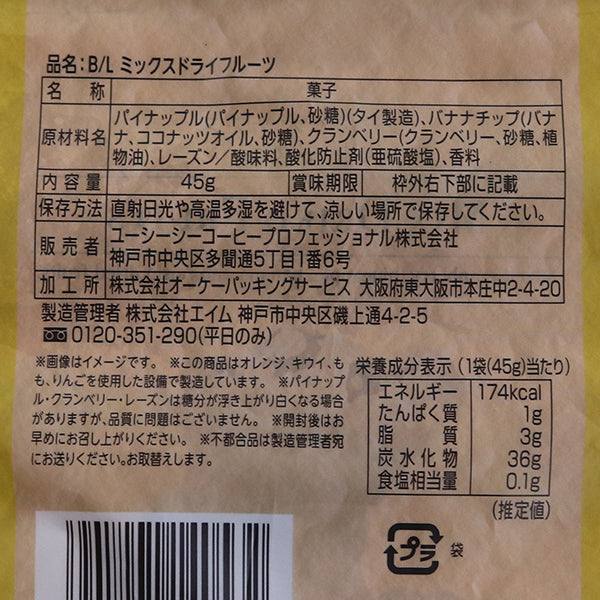 品名:B/L ミックスドライフルーツ
名 称 菓子
原材料名 パイナップル(パイナップル、砂糖)(タイ製造)、バナナチップ(バナ
ナ、ココナッツオイル、砂糖)、クランベリー(クランベリー、砂糖、植
物油)、レーズン/酸味料、酸化防止剤(亜硫酸塩)、香料
内容量 45g 賞味期限 枠外右下部に記載
保存方法 直射日光や高温多湿を避けて、涼しい場所で保存してください。
販売者 ユーシーシーコーヒープロフェッショナル株式会社
神戸市中央区多聞通5丁目1番6号
加工所 株式会社オーケーパッキングサービス 大阪府東大阪市本庄中2-4-20
製造管理者 株式会社エイム 神戸市中央区磯上通4-2-5
0120-351-290(平日のみ)
※画像はイメージです。 ※この商品はオレンジ、キウイ、も
も、りんごを使用した設備で製造しています。 ※パイナップ
ル・クランベリー・レーズンは糖分が浮き上がり白くなる場合
がありますが、品質に問題はございません。 ※開封後はお
早めにお召し上がりください。 ※不都合品は製造管理者宛
にお送りください。お取替えします。
栄養成分表示 (1袋(45g)当たり)
エネルギー 174kcal
たんぱく質 1g
脂 質 3g
炭水化物 36g
食塩相当量 0.1g
(推定値)
プラ 袋